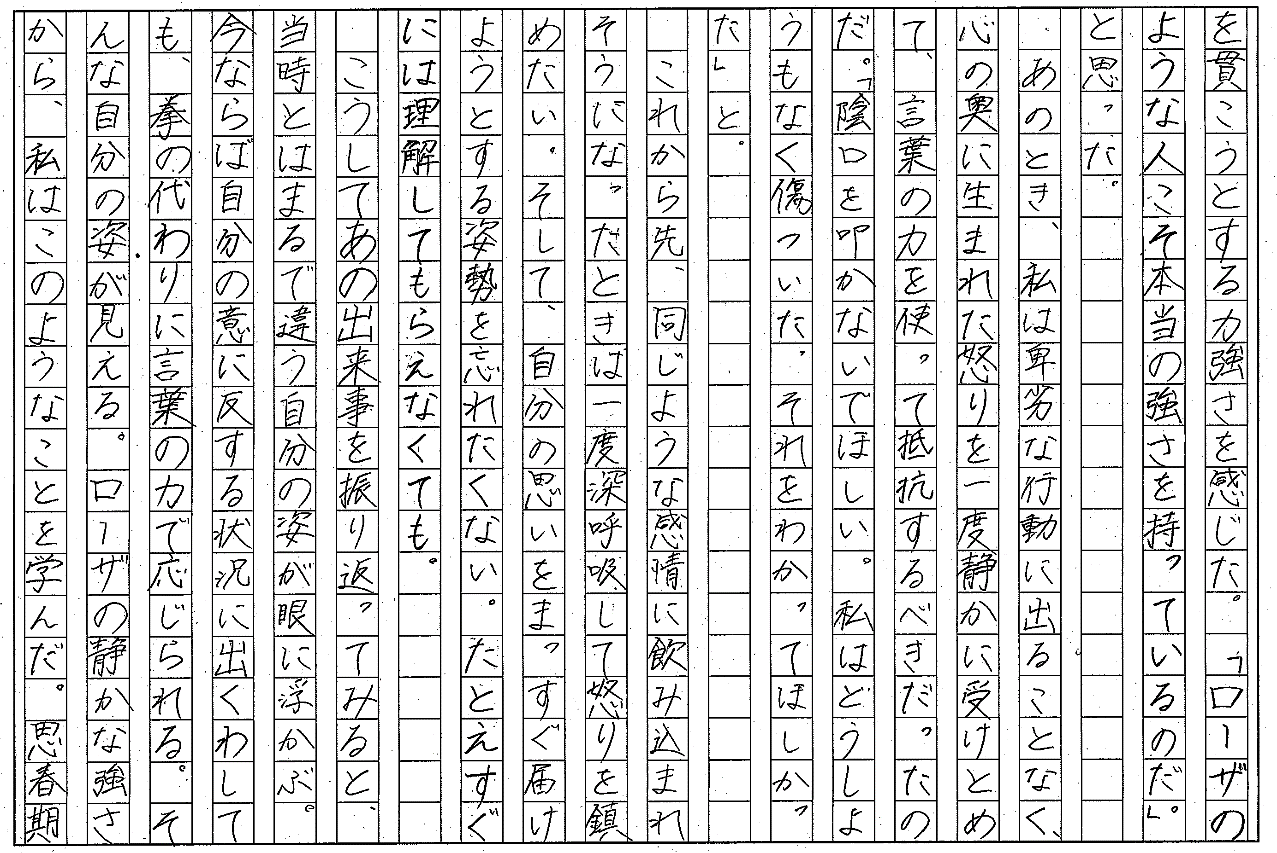 を貫こうとする力強さを感じた。「ローザの
ような人こそ本当の強さを持っているのだ」。
と思った。
あのとき、私は卑劣な行動に出ることなく、
心の奥に生まれた怒りを一度静かに受けとめ
て、言葉の力を使って抵抗するべきだったの
だ。「陰口を叩かないでほしい。私はどうしよ
うもなく傷ついた。それをわかってほしかっ
た」と。
これから先、同じような感情に飲み込まれ
そうになっだときは一度深呼吸して怒りを鎮
めたい。そして、自分の思いをまっすぐ届け
ようとする姿勢を忘れたくない。たとえすぐ
には理解してもらえなくても。
こうしてあの出来事を振り返ってみると、
当時とはまるで違う自分の姿が眼に浮かぶ。
今ならば自分の意に反する状況に出くわして
も、拳の代わりに言葉の力で応じられる。そ
んな自分の姿が見える。ローザの静かな強さ
から、私はこのようなことを学んだ。思春期